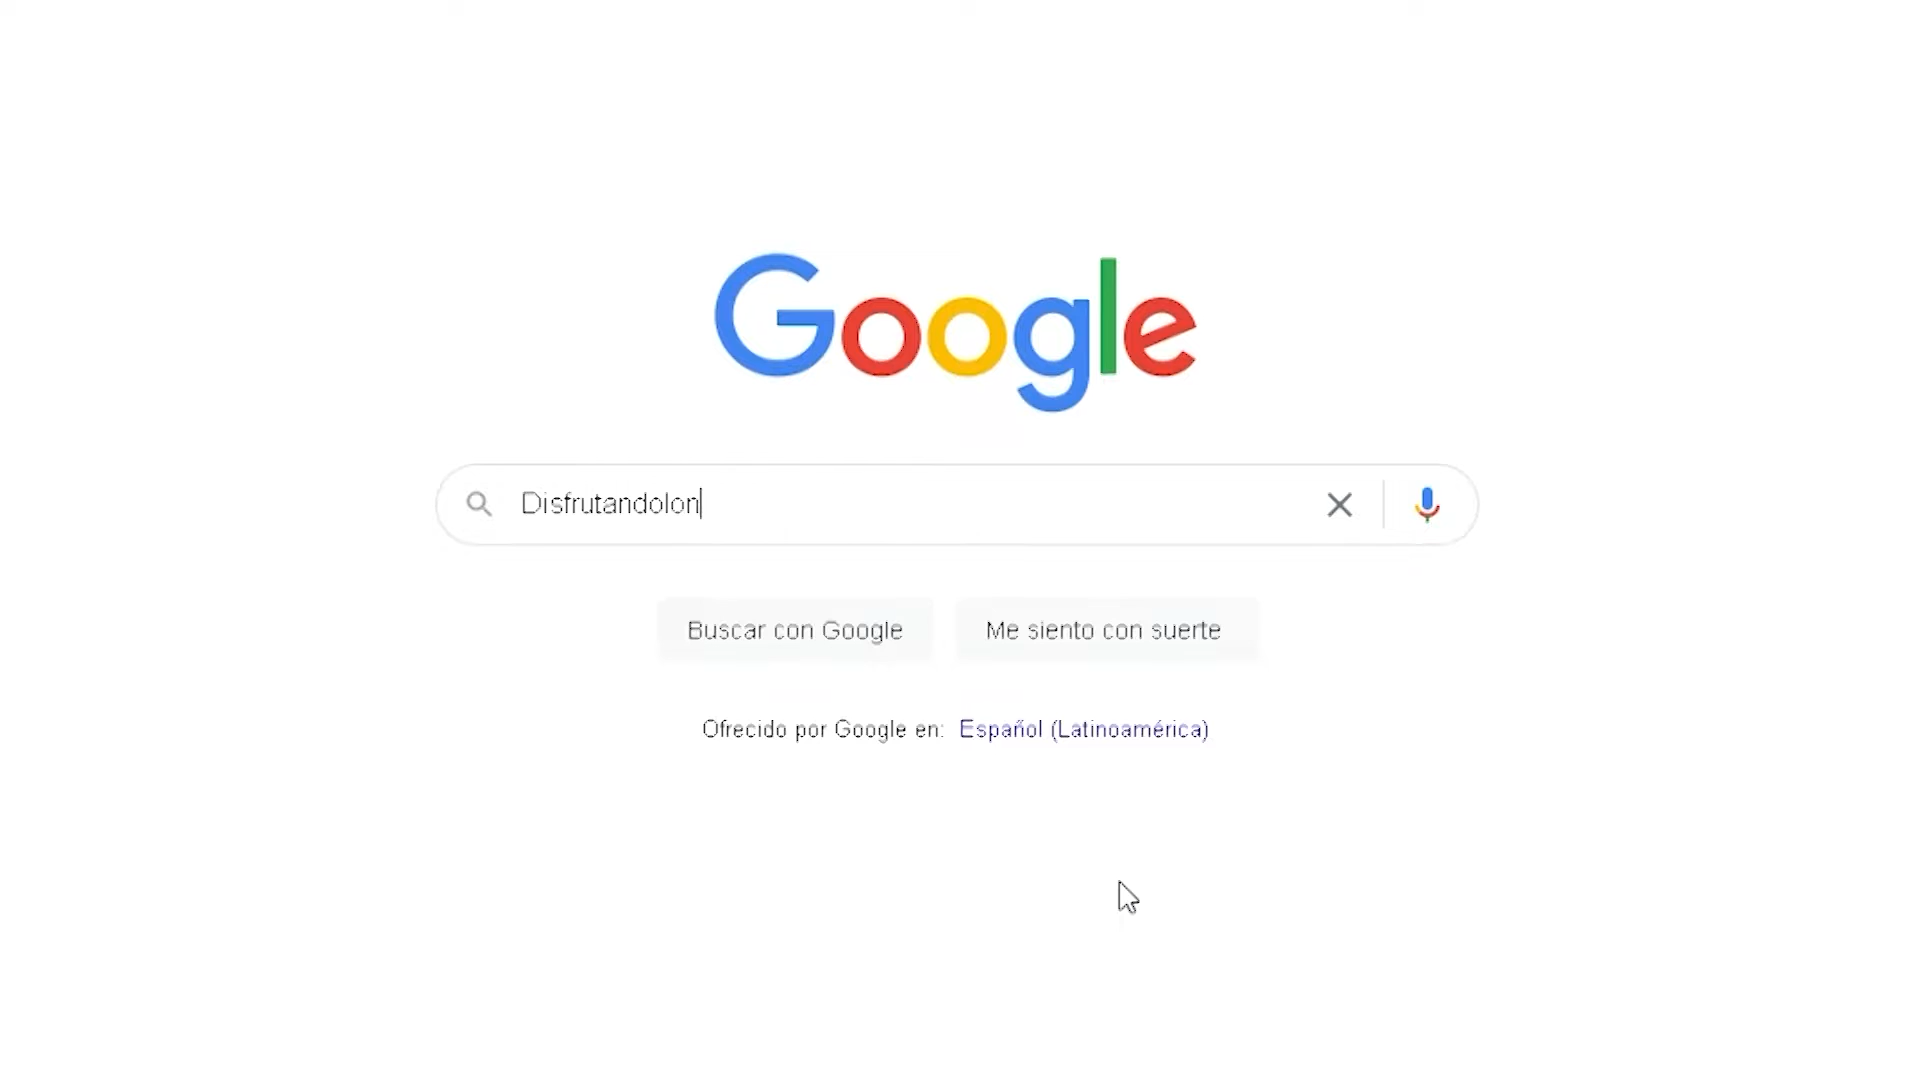 Google
Disfrutandolon
Buscar con Google
Me siento con suerte
Ofrecido por Google en: Español (Latinoamérica)